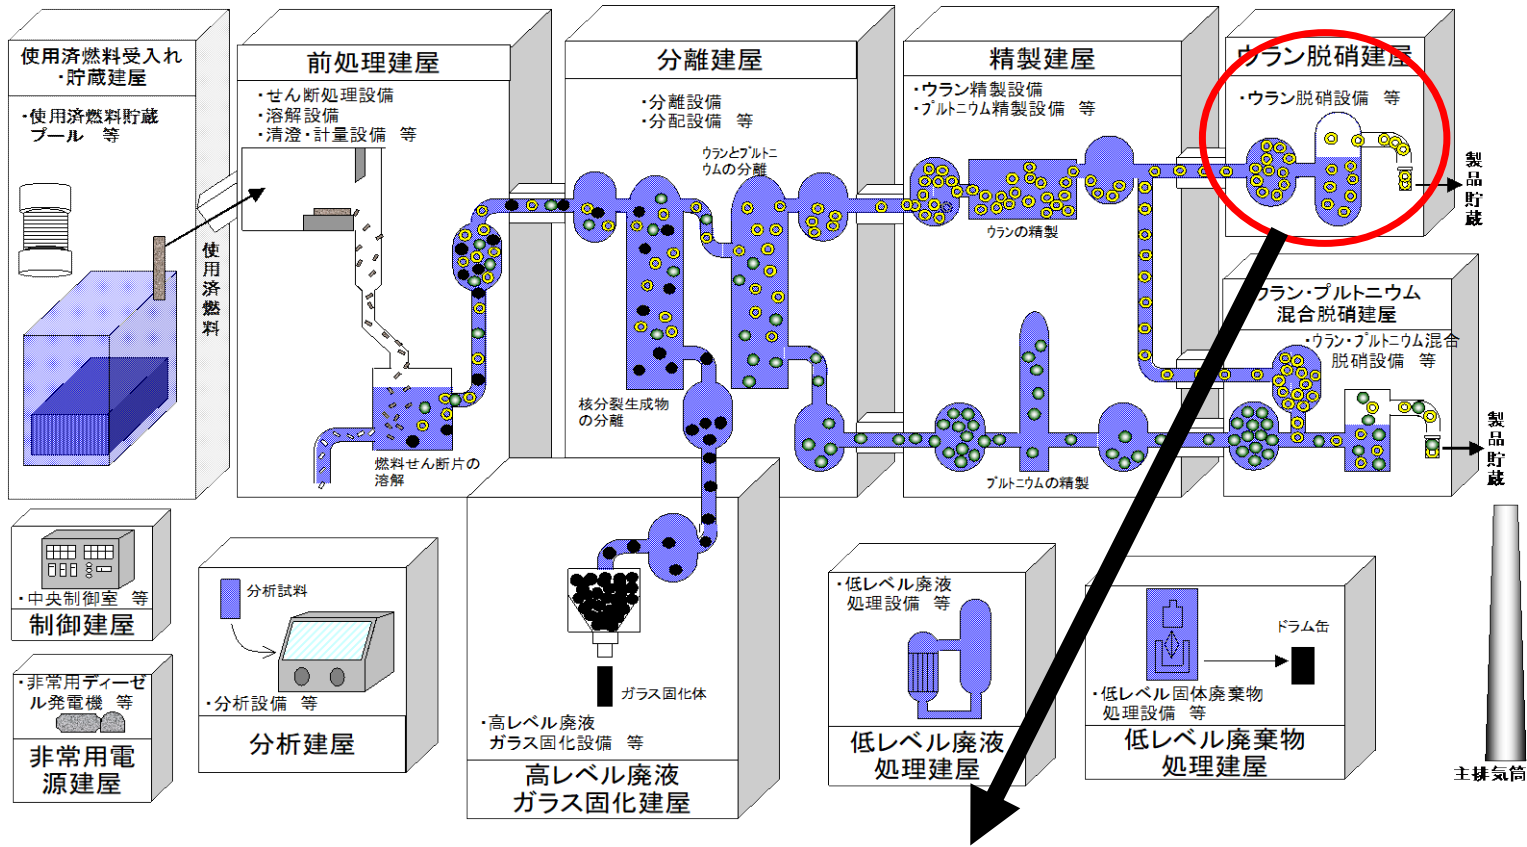 使用済燃料受入れ
・貯蔵建屋
・使用済燃料貯蔵
プール 等
使用済燃料
前処理建屋
・せん断処理設備
・溶解設備
・清澄・計量設備 等
燃料せん断片の
溶解
分離建屋
・分離設備
・分配設備 等
ウランとプルトニ
ウムの分離
核分裂生成物
の分離
精製建屋
・ウラン精製設備
・プルトニウム精製設備 等
ウランの精製
プルトニウムの精製
ウラン脱硝建屋
・ウラン脱硝設備 等
製品貯蔵
ウラン・プルトニウム
混合脱硝建屋
・ウラン・プルトニウム混合
脱硝設備 等
製品貯蔵
・中央制御室 等
制御建屋
・非常用ディーゼ
ル発電機 等
非常用電
源建屋
分析試料
・分析設備 等
分析建屋
ガラス固化体
・高レベル廃液
ガラス固化設備 等
高レベル廃液
ガラス固化建屋
・低レベル廃液
処理設備 等
低レベル廃液
処理建屋
ドラム缶
・低レベル固体廃棄物
処理設備 等
低レベル廃棄物
処理建屋
主排気筒